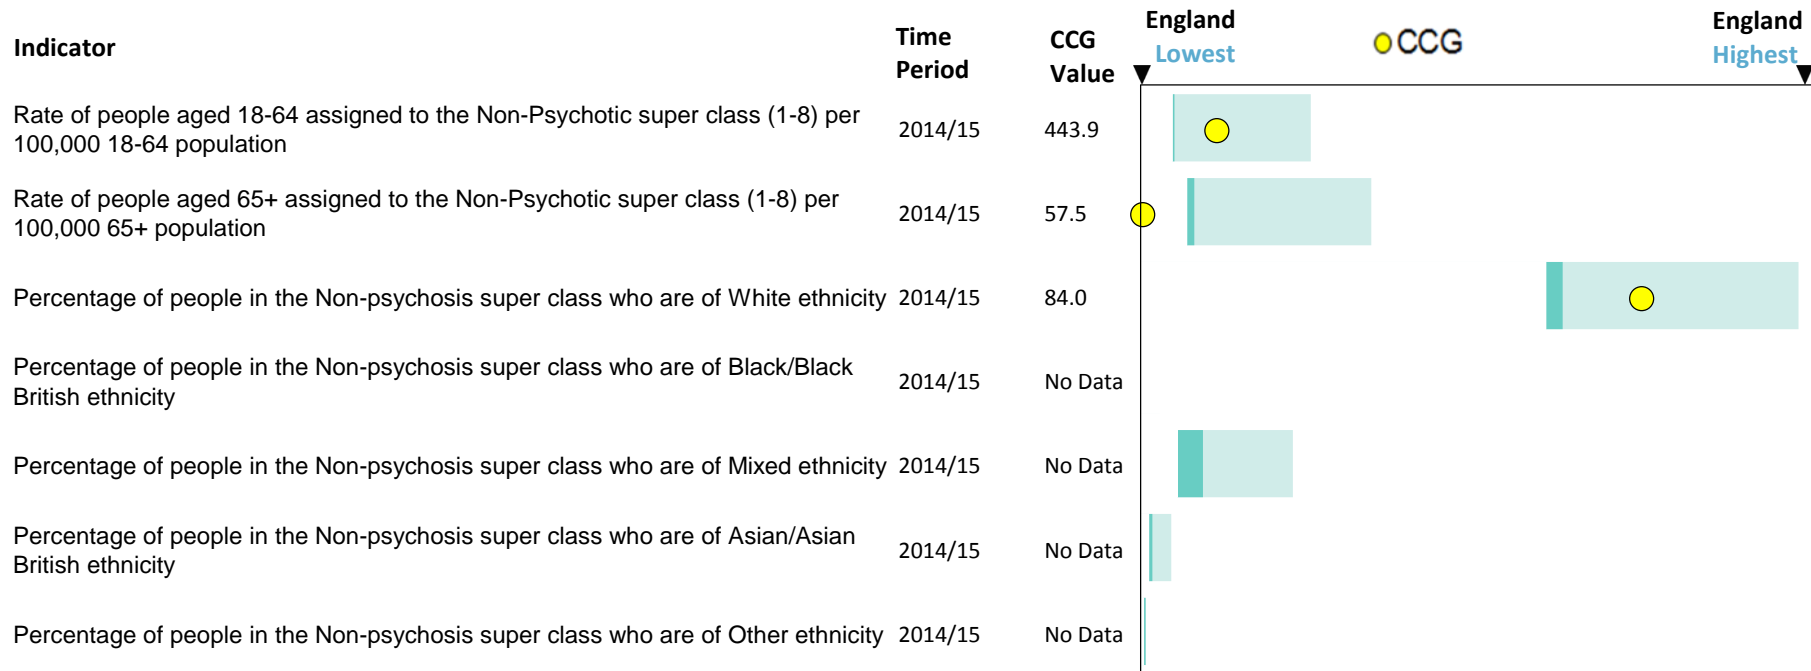 Indicator
Time Period
CCG Value
England Lowest
CCG
England Highest
Rate of people aged 18-64 assigned to the Non-Psychotic super class (1-8) per
100,000 18-64 population
2014/15
443.9
Rate of people aged 65+ assigned to the Non-Psychotic super class (1-8) per
100,000 65+ population
2014/15
57.5
Percentage of people in the Non-psychosis super class who are of White ethnicity
2014/15
84.0
Percentage of people in the Non-psychosis super class who are of Black/Black
British ethnicity
2014/15
No Data
Percentage of people in the Non-psychosis super class who are of Mixed ethnicity
2014/15
No Data
Percentage of people in the Non-psychosis super class who are of Asian/Asian
British ethnicity
2014/15
No Data
Percentage of people in the Non-psychosis super class who are of Other ethnicity
2014/15
No Data